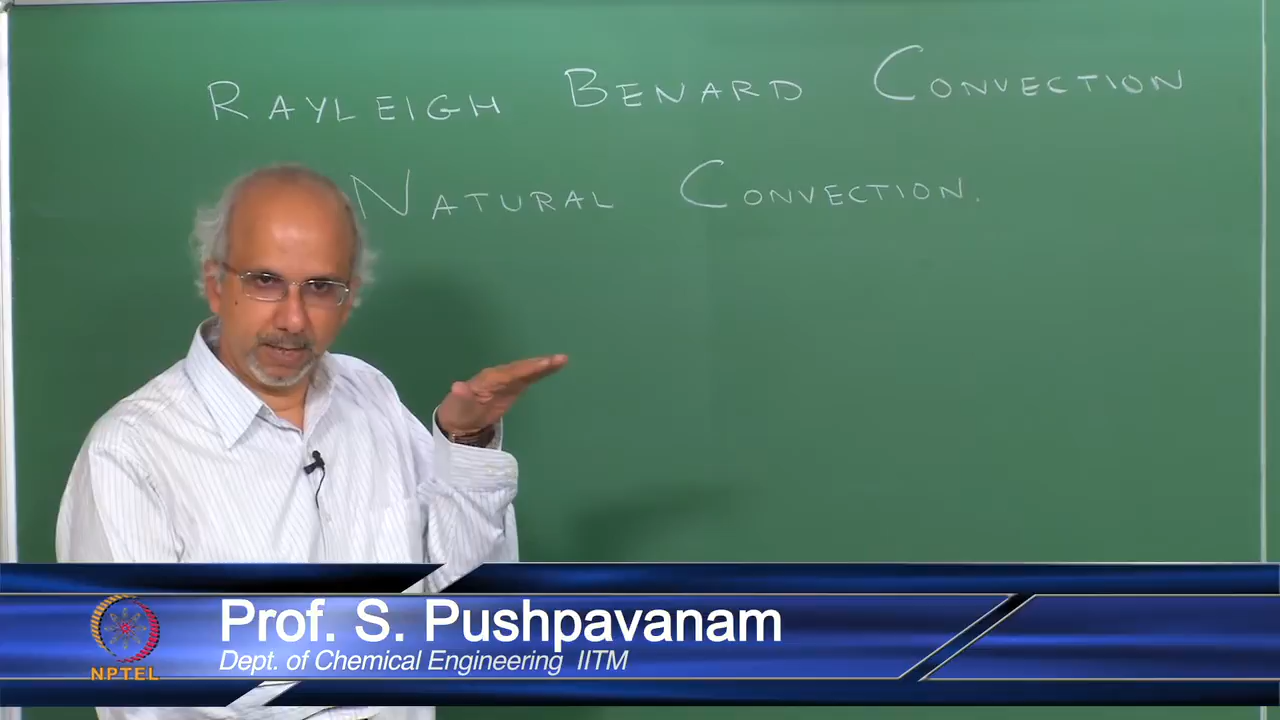 RAYLEIGH BENARD CONVECTION
NATURAL CONVECTION.
Prof. S. Pushpavanam
Dept. of Chemical Engineering IITM
NPTEL